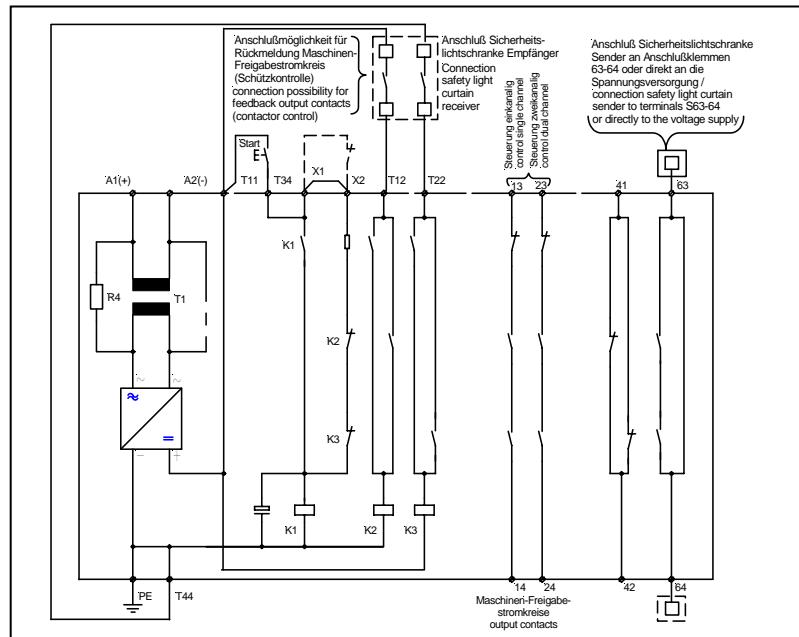 Anschlußmöglichkeit für
Rückmeldung Maschinen-
Freigabestromkreis
(Schützkontrolle)
connection possibility for
feedback output contacts
(contactor control)
Anschluß Sicherheits-
lichtschranke Empfänger
Connection
safety light
curtain
receiver
Steuerung einkanalig
control single channel
Steuerung zweikanalig
control dual channel
Anschluß Sicherheitslichtschranke
Sender an Anschlußklemmen
63-64 oder direkt an die
Spannungsversorgung /
connection safety light curtain
sender to terminals S63-64
or directly to the voltage supply
Start
A1(+)
A2(-)
T11
T34
X1
X2
T12
T22
13
23
41
63
K1
R4
T1
K2
K3
~
~
≈
=
−
+
K1
K2
K3
PE
T44
14
24
42
64
Maschinen-Freigabe-
stromkreise
output contacts